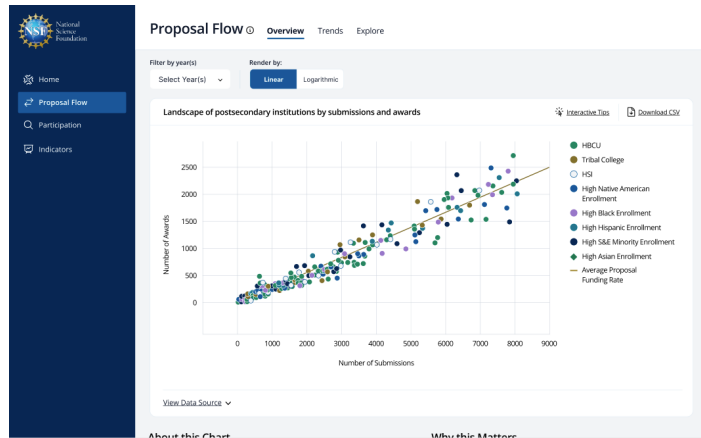 National
Science
Foundation
NSF
Home
Proposal Flow
Participation
Indicators
Proposal Flow
Overview
Trends
Explore
Filter by year(s)
Select Year(s)
Render by:
Linear
Logarithmic
Landscape of postsecondary institutions by submissions and awards
Interactive Tips
Download CSV
Number of Awards
2500
2000
1500
1000
500
0
0 1000 2000 3000 4000 5000 6000 7000 8000 9000
Number of Submissions
HBCU
Tribal College
HSI
High Native American
Enrollment
High Black Enrollment
High Hispanic Enrollment
High S&E Minority Enrollment
High Asian Enrollment
Average Proposal
Funding Rate
View Data Source
About this Chart
Why this Matters